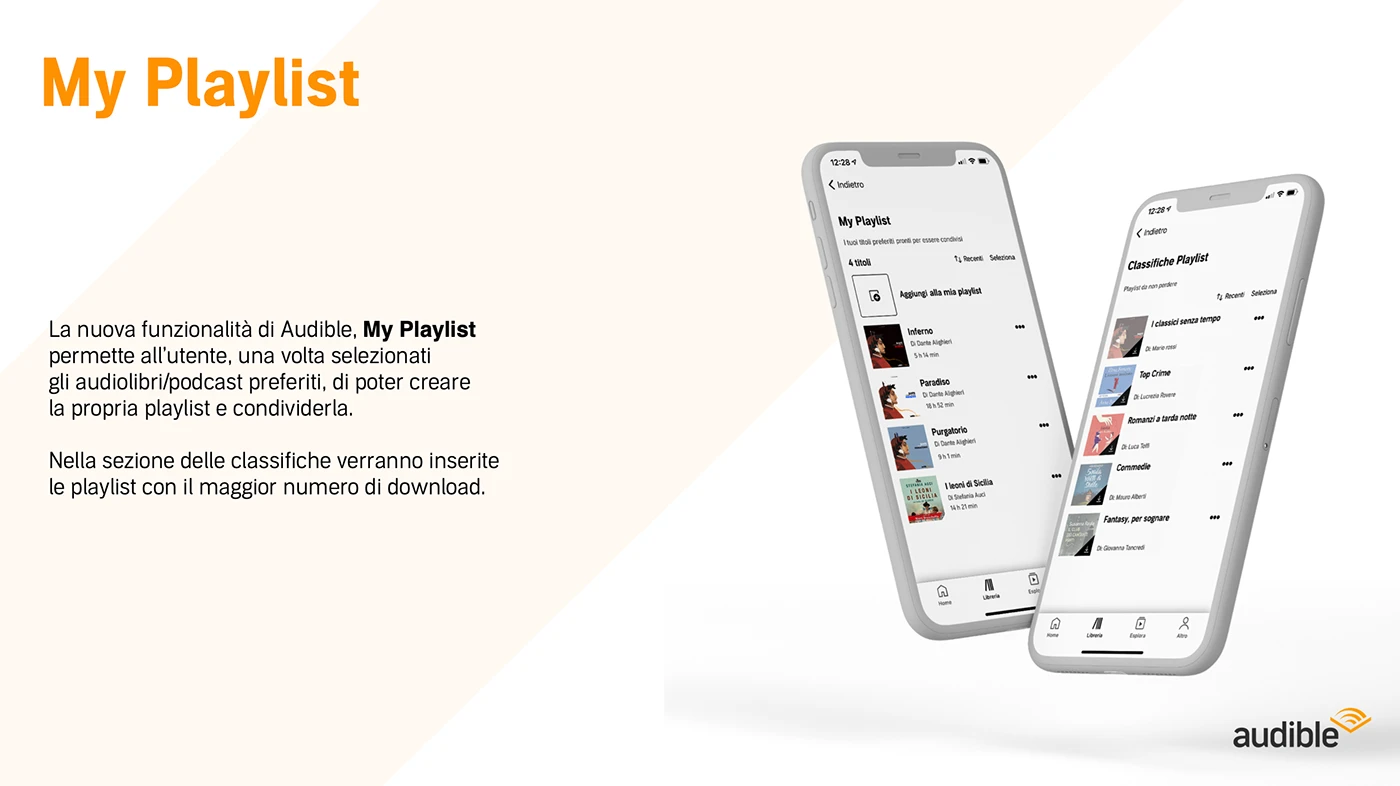 My Playlist
La nuova funzionalità di Audible, My Playlist
permette all'utente, una volta selezionati
gli audiolibri/podcast preferiti, di poter creare
la propria playlist e condividerla.
Nella sezione delle classifiche verranno inserite
le playlist con il maggior numero di download.
12:28
Indietro
My Playlist
I tuoi titoli preferiti pronti per essere condivisi
4 titoli
Recenti Seleziona
Aggiungi alla mia playlist
Inferno
Di Dante Alighieri
5 h 14 min
Paradiso
Di Dante Alighieri
18 h 52 min
Purgatorio
Di Dante Alighieri
9 h 1 min
STEFANIA AUCI
I LEONI
DI SICILIA
I leoni di Sicilia
Di Stefania Auci
14 h 21 min
Home Libreria
12:28
Indietro
Classifiche Playlist
Playlist da non perdere
Recenti Seleziona
I classici senza tempo
Di: Mario rossi
Top Crime
Di: Lucrezia Rovere
Romanzi a tarda notte
Di: Luca Totti
Commedie
Di: Mauro Alberti
Fantasy, per sognare
Di: Giovanna Tancredi
Home Libreria Esplora Altro
audible